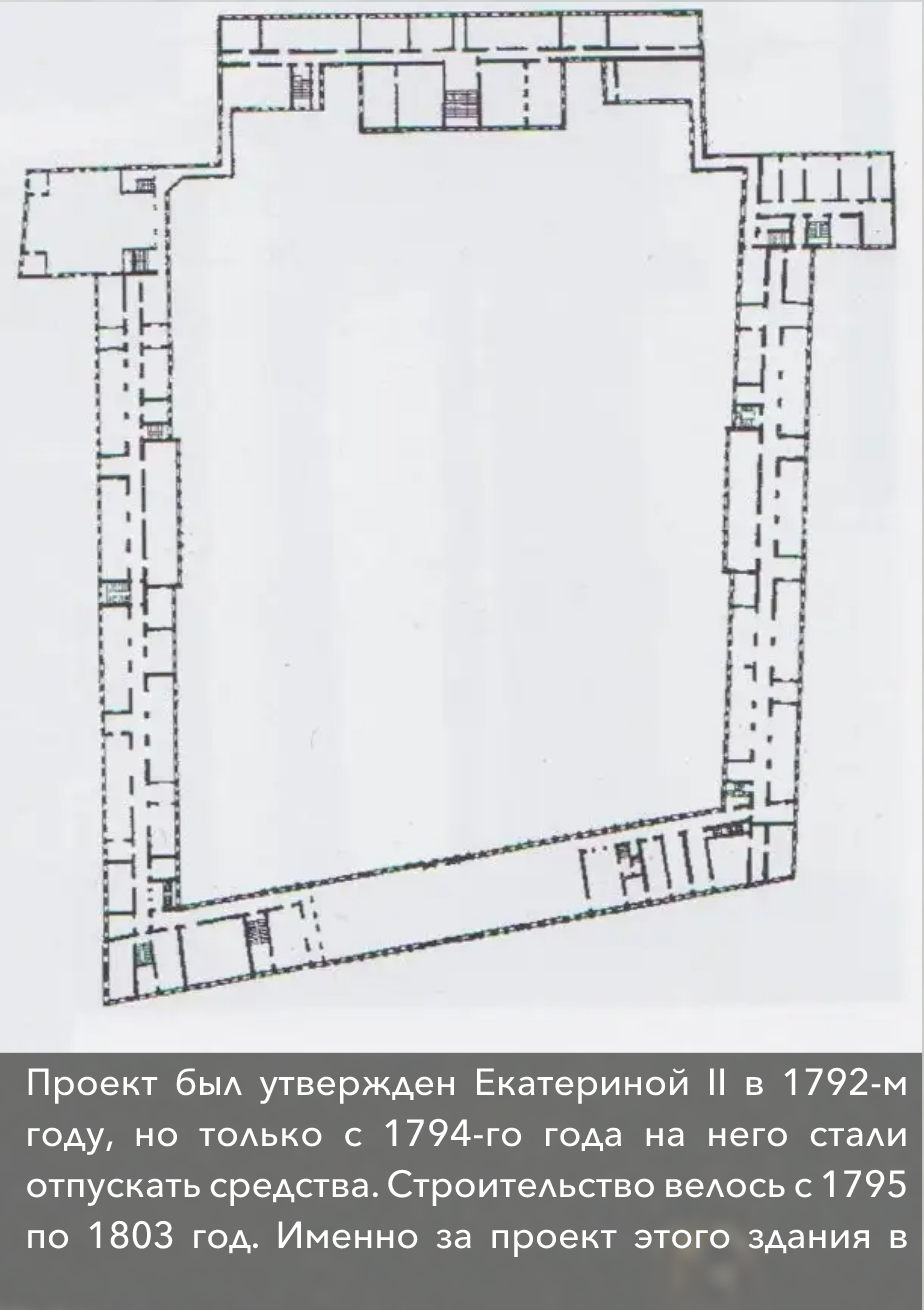 Проект был утвержден Екатериной II в 1792-м
году, но только с 1794-го года на него стали
отпускать средства. Строительство велось с 1795
по 1803 год. Именно за проект этого здания в